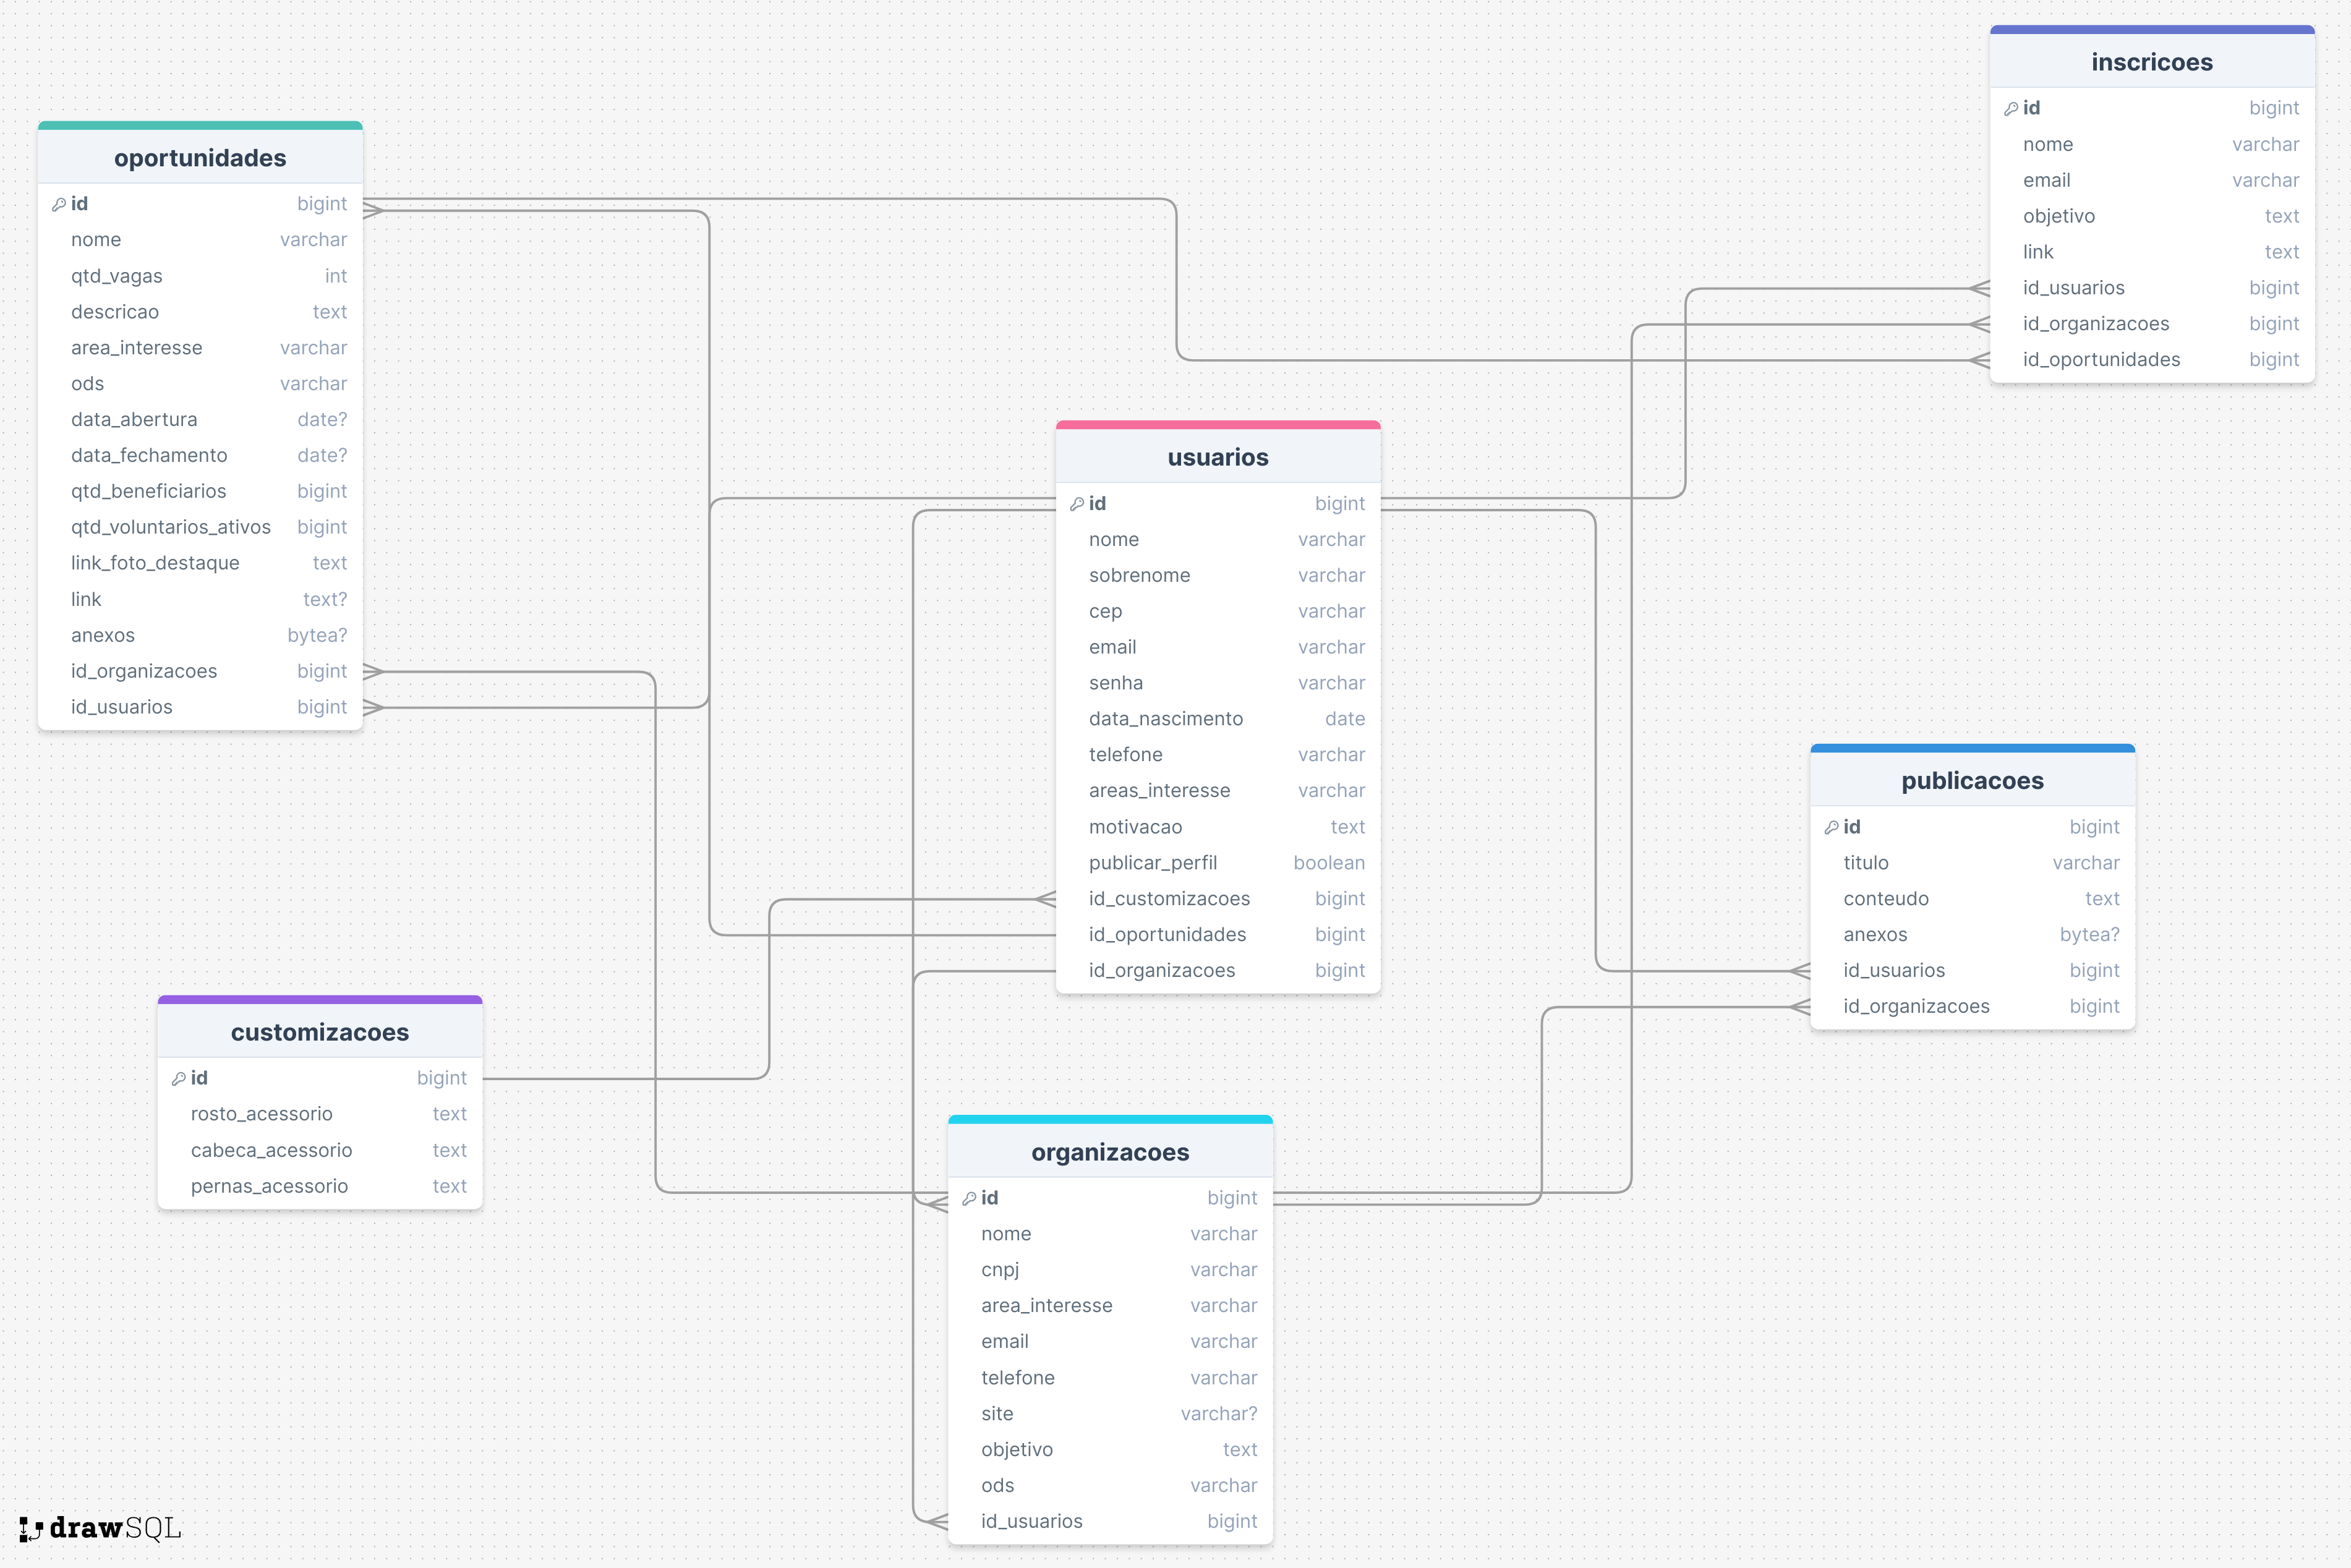 inscricoes
id bigint
nome varchar
email varchar
objetivo text
link text
id_usuarios bigint
id_organizacoes bigint
id_oportunidades bigint
oportunidades
id bigint
nome varchar
qtd_vagas int
descricao text
area_interesse varchar
ods varchar
data_abertura date?
data_fechamento date?
qtd_beneficiarios bigint
qtd_voluntarios_ativos bigint
link_foto_destaque text
link text?
anexos bytea?
id_organizacoes bigint
id_usuarios bigint
usuarios
id bigint
nome varchar
sobrenome varchar
cep varchar
email varchar
senha varchar
data_nascimento date
telefone varchar
areas_interesse varchar
motivacao text
publicar_perfil boolean
id_customizacoes bigint
id_oportunidades bigint
id_organizacoes bigint
publicacoes
id bigint
titulo varchar
conteudo text
anexos bytea?
id_usuarios bigint
id_organizacoes bigint
customizacoes
id bigint
rosto_acessorio text
cabeca_acessorio text
pernas_acessorio text
organizacoes
id bigint
nome varchar
cnpj varchar
area_interesse varchar
email varchar
telefone varchar
site varchar?
objetivo text
ods varchar
id_usuarios bigint
drawSQL